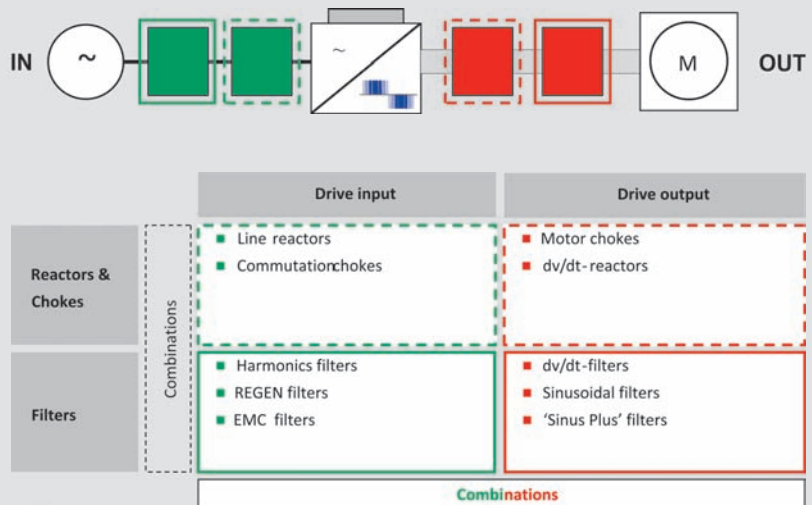 IN
~
~
M
OUT
Drive input
Drive output
Reactors &
Chokes
Combinations
■ Line reactors
■ Commutationchokes
■ Motor chokes
■ dv/dt-reactors
Filters
■ Harmonics filters
■ REGEN filters
■ EMC filters
■ dv/dt-filters
■ Sinusoidal filters
■ ‘Sinus Plus’ filters
Combinations